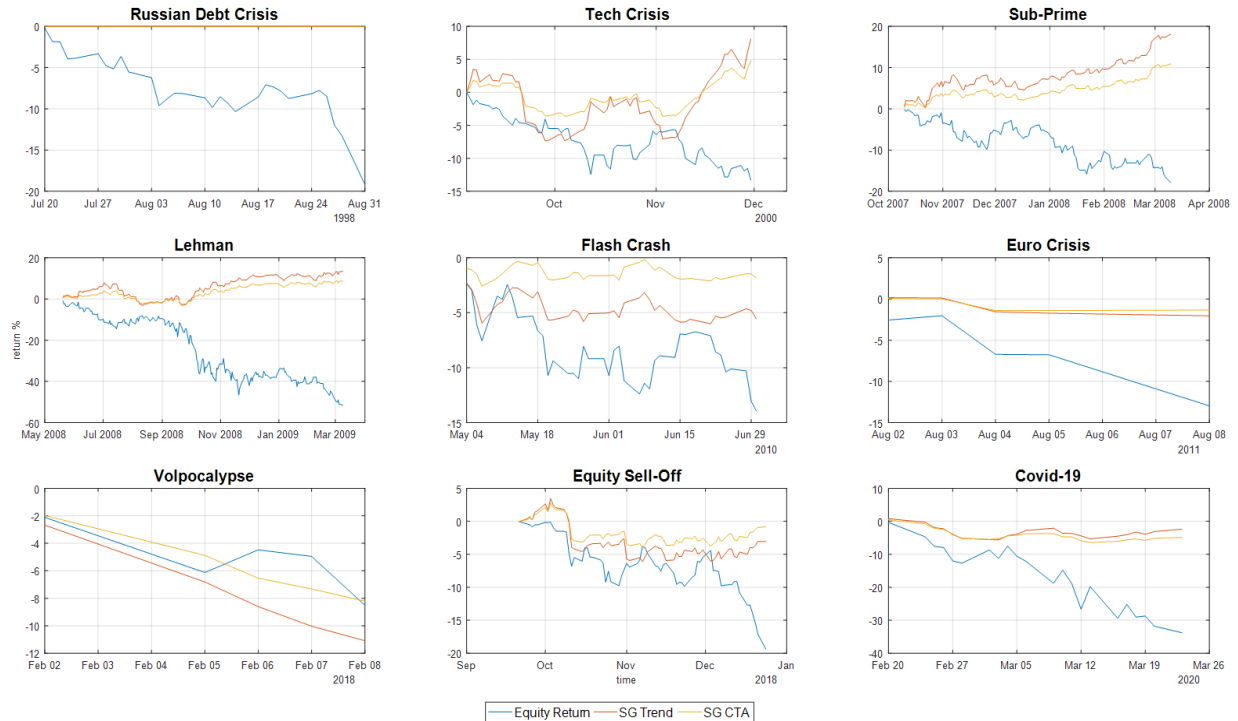 Russian Debt Crisis
0
-5
-10
-15
-20
Jul 20 Jul 27 Aug 03 Aug 10 Aug 17 Aug 24 Aug 31
1998
Tech Crisis
10
5
0
-5
-10
-15
Oct Nov Dec
2000
Sub-Prime
20
10
0
-10
20
Oct 2007 Nov 2007 Dec 2007 Jan 2008 Feb 2008 Mar 2008 Apr 2008
Lehman
return %
20
0
-20
-40
-60
May 2008 Jul 2008 Sep 2008 Nov 2008 Jan 2009 Mar 2009
Flash Crash
0
-5
-10
-15
May 04 May 18 Jun 01 Jun 15 Jun 29
2010
Euro Crisis
5
0
-5
-10
-15
Aug 02 Aug 03 Aug 04 Aug 05 Aug 06 Aug 07 Aug 08
2011
Volpocalypse
0
-2
-4
-6
-8
-10
-12
Feb 02 Feb 03 Feb 04 Feb 05 Feb 06 Feb 07 Feb 08
2018
Equity Sell-Off
5
0
-5
-10
-15
-20
Sep Oct Nov Dec Jan
time 2018
Covid-19
10
0
-10
-20
-30
-40
Feb 20 Feb 27 Mar 05 Mar 12 Mar 19 Mar 26
2020
Equity Return SG Trend SG CTA